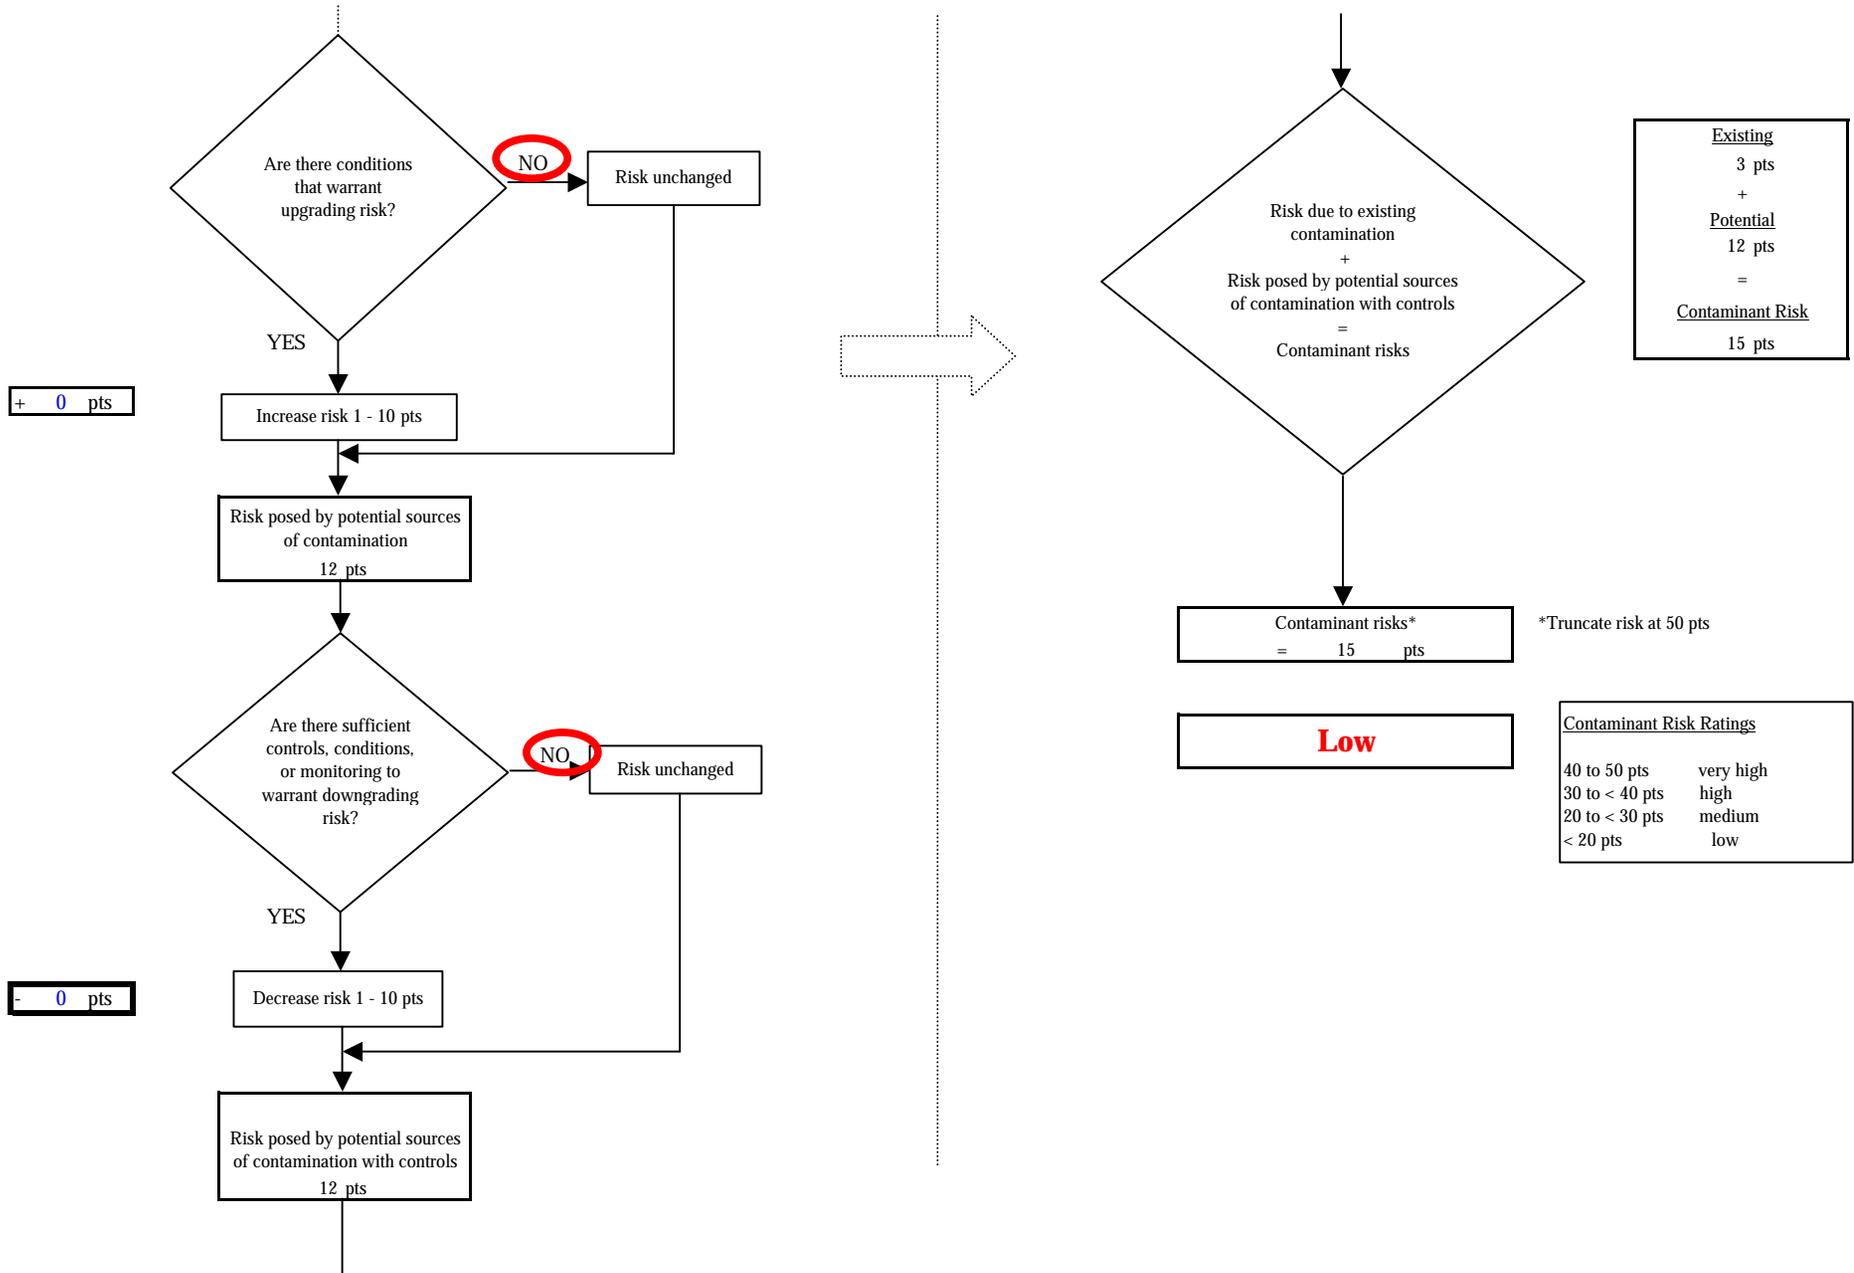 Are there conditions
that warrant
upgrading risk?
NO
Risk unchanged
YES
+ 0 pts
Increase risk 1 - 10 pts
Risk posed by potential sources
of contamination
12 pts
Are there sufficient
controls, conditions,
or monitoring to
warrant downgrading
risk?
NO
Risk unchanged
YES
- 0 pts
Decrease risk 1 - 10 pts
Risk posed by potential sources
of contamination with controls
12 pts
Risk due to existing
contamination
+
Risk posed by potential sources
of contamination with controls
=
Contaminant risks
Existing
3 pts
+
Potential
12 pts
=
Contaminant Risk
15 pts
Contaminant risks*
= 15 pts
*Truncate risk at 50 pts
Low
Contaminant Risk Ratings
40 to 50 pts very high
30 to < 40 pts high
20 to < 30 pts medium
< 20 pts low